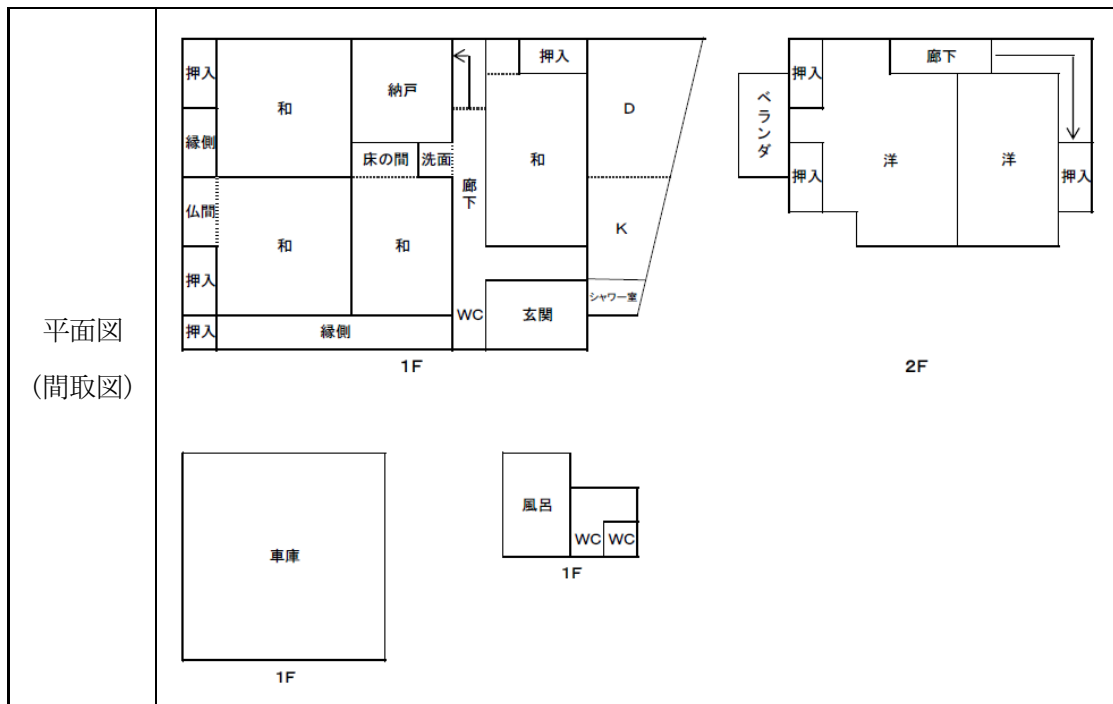 平面図
(間取図)
押入
和
納戸
押入
D
縁側
床の間
洗面
廊下
和
仏間
和
和
K
押入
シャワー室
押入
縁側
WC
玄関
1F
ベランダ
押入
廊下
洋
洋
押入
押入
2F
車庫
1F
風呂
WC
WC
1F